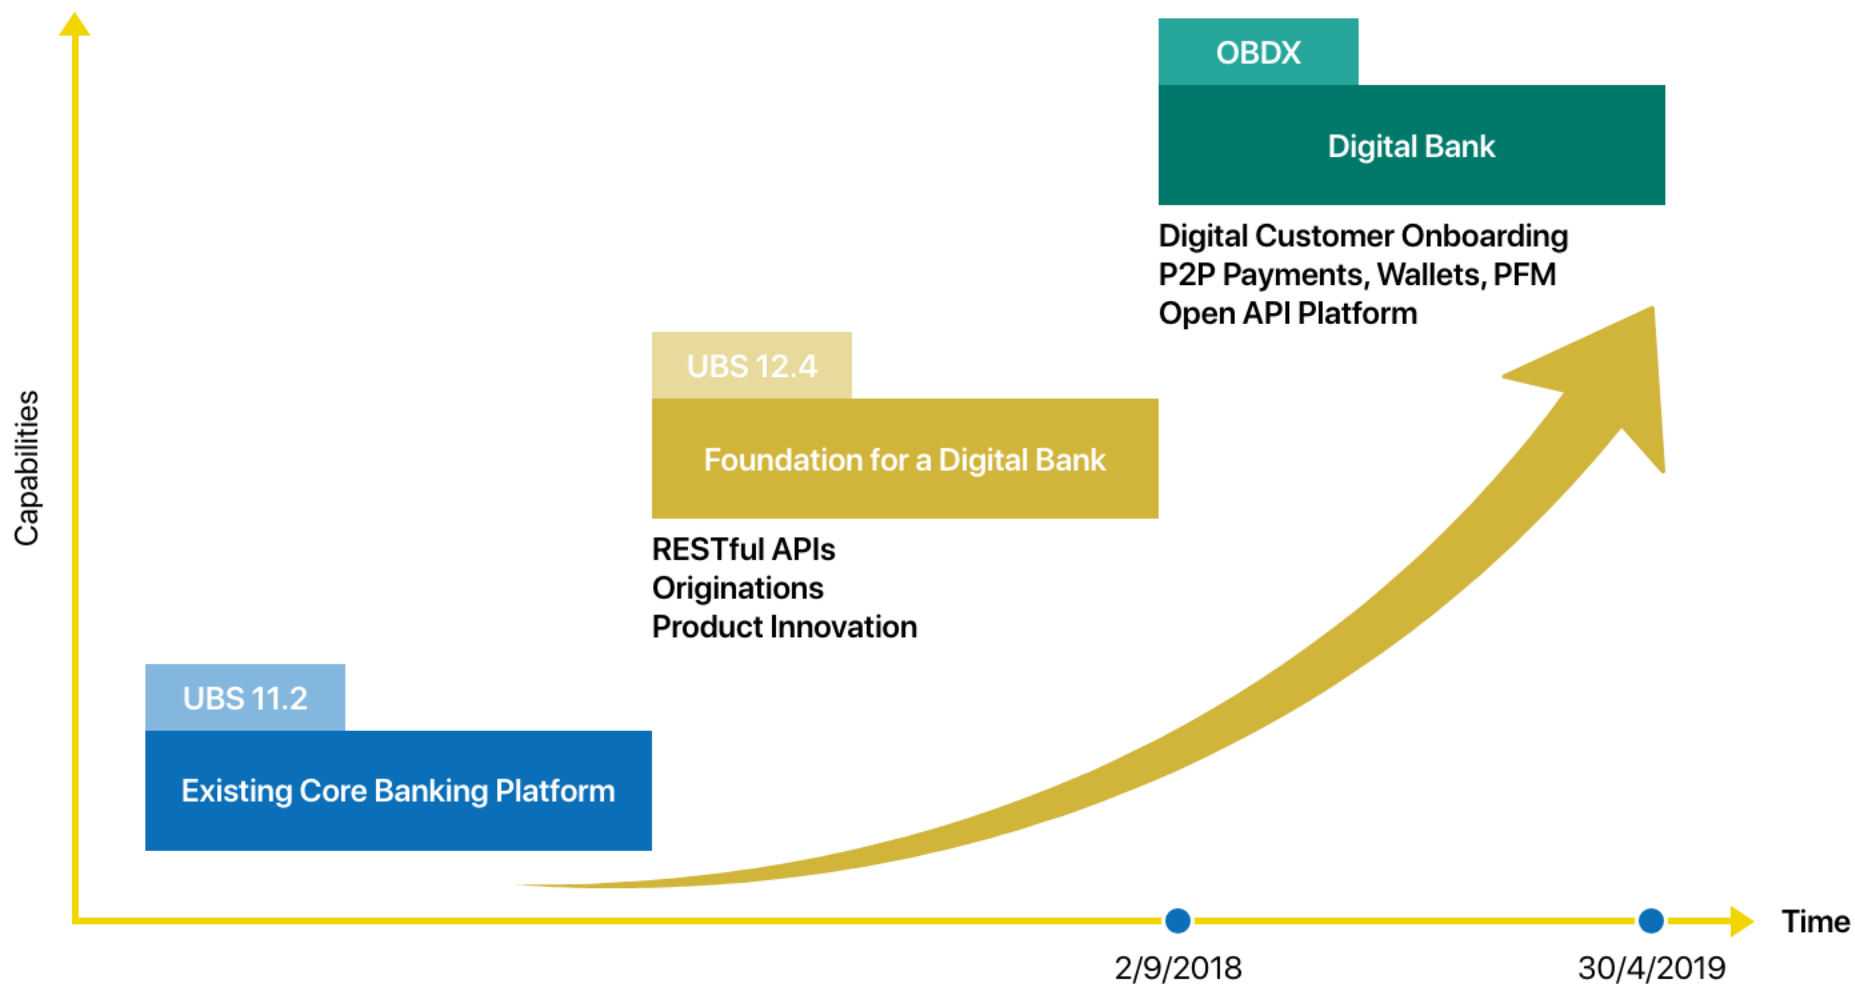 OBDX
Digital Bank
Digital Customer Onboarding
P2P Payments, Wallets, PFM
Open API Platform
UBS 12.4
Foundation for a Digital Bank
RESTful APIs
Originations
Product Innovation
Capabilities
UBS 11.2
Existing Core Banking Platform
Time
2/9/2018
30/4/2019